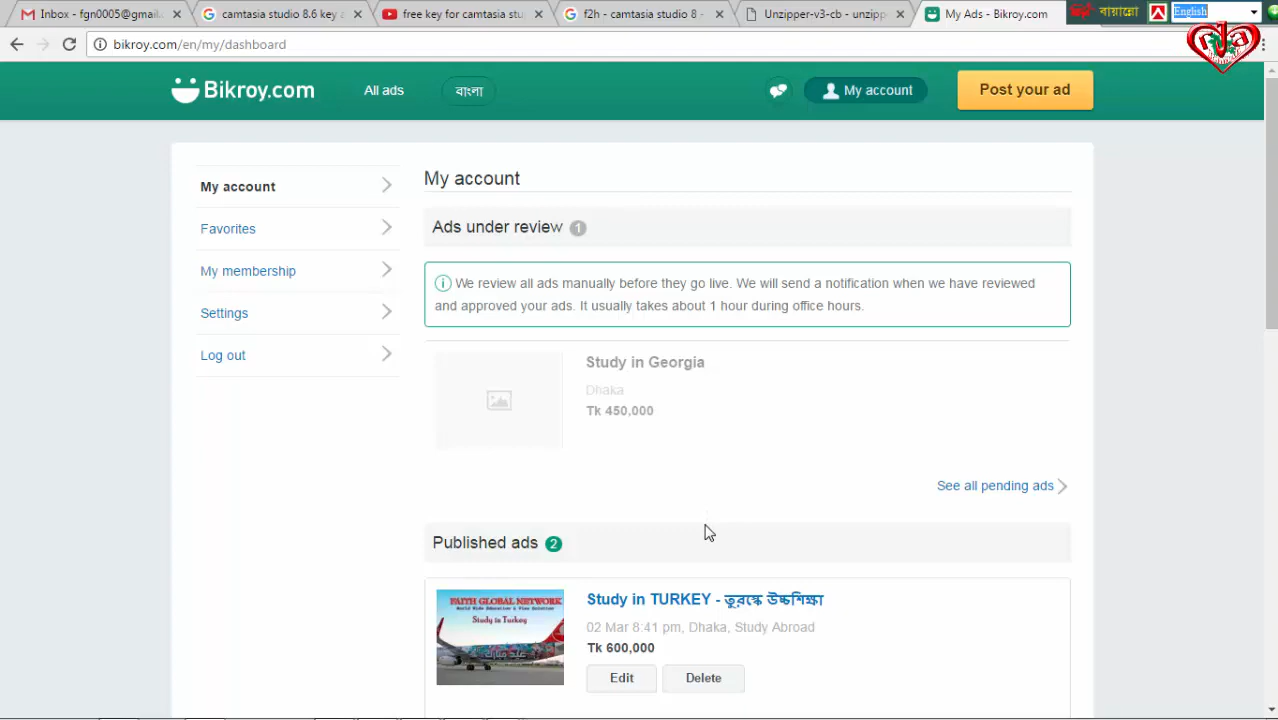 Inbox - fgn0005@gmail.
camtasia studio 8.6 key a
free key for camtasia stu
f2h - camtasia studio 8 -
Unzipperv3-cb - unzipp
My Ads - Bikroy.com
বায়ান্নো
English
bikroy.com/en/my/dashboard
Bikroy.com
All ads
বাংলা
My account
Post your ad
My account
Favorites
My membership
Settings
Log out
My account
Ads under review 1
We review all ads manually before they go live. We will send a notification when we have reviewed
and approved your ads. It usually takes about 1 hour during office hours.
Study in Georgia
Dhaka
Tk 450,000
See all pending ads
Published ads 2
FAITH GLOBAL NETWORK
World Wide Education & Visa Solution
Study in Turkey
Study in TURKEY - তুরস্কে উচ্চশিক্ষা
02 Mar 8:41 pm, Dhaka, Study Abroad
Tk 600,000
Edit
Delete